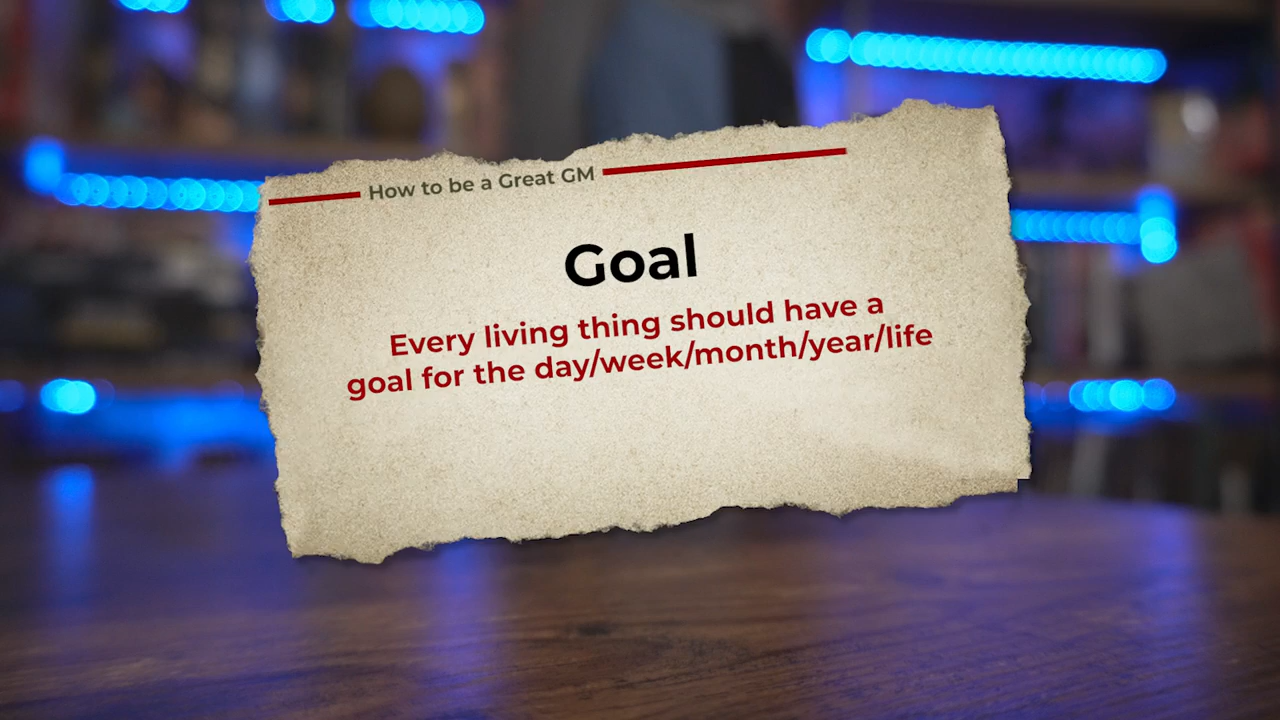 How to be a Great GM
Goal
Every living thing should have a
goal for the day/week/month/year/life